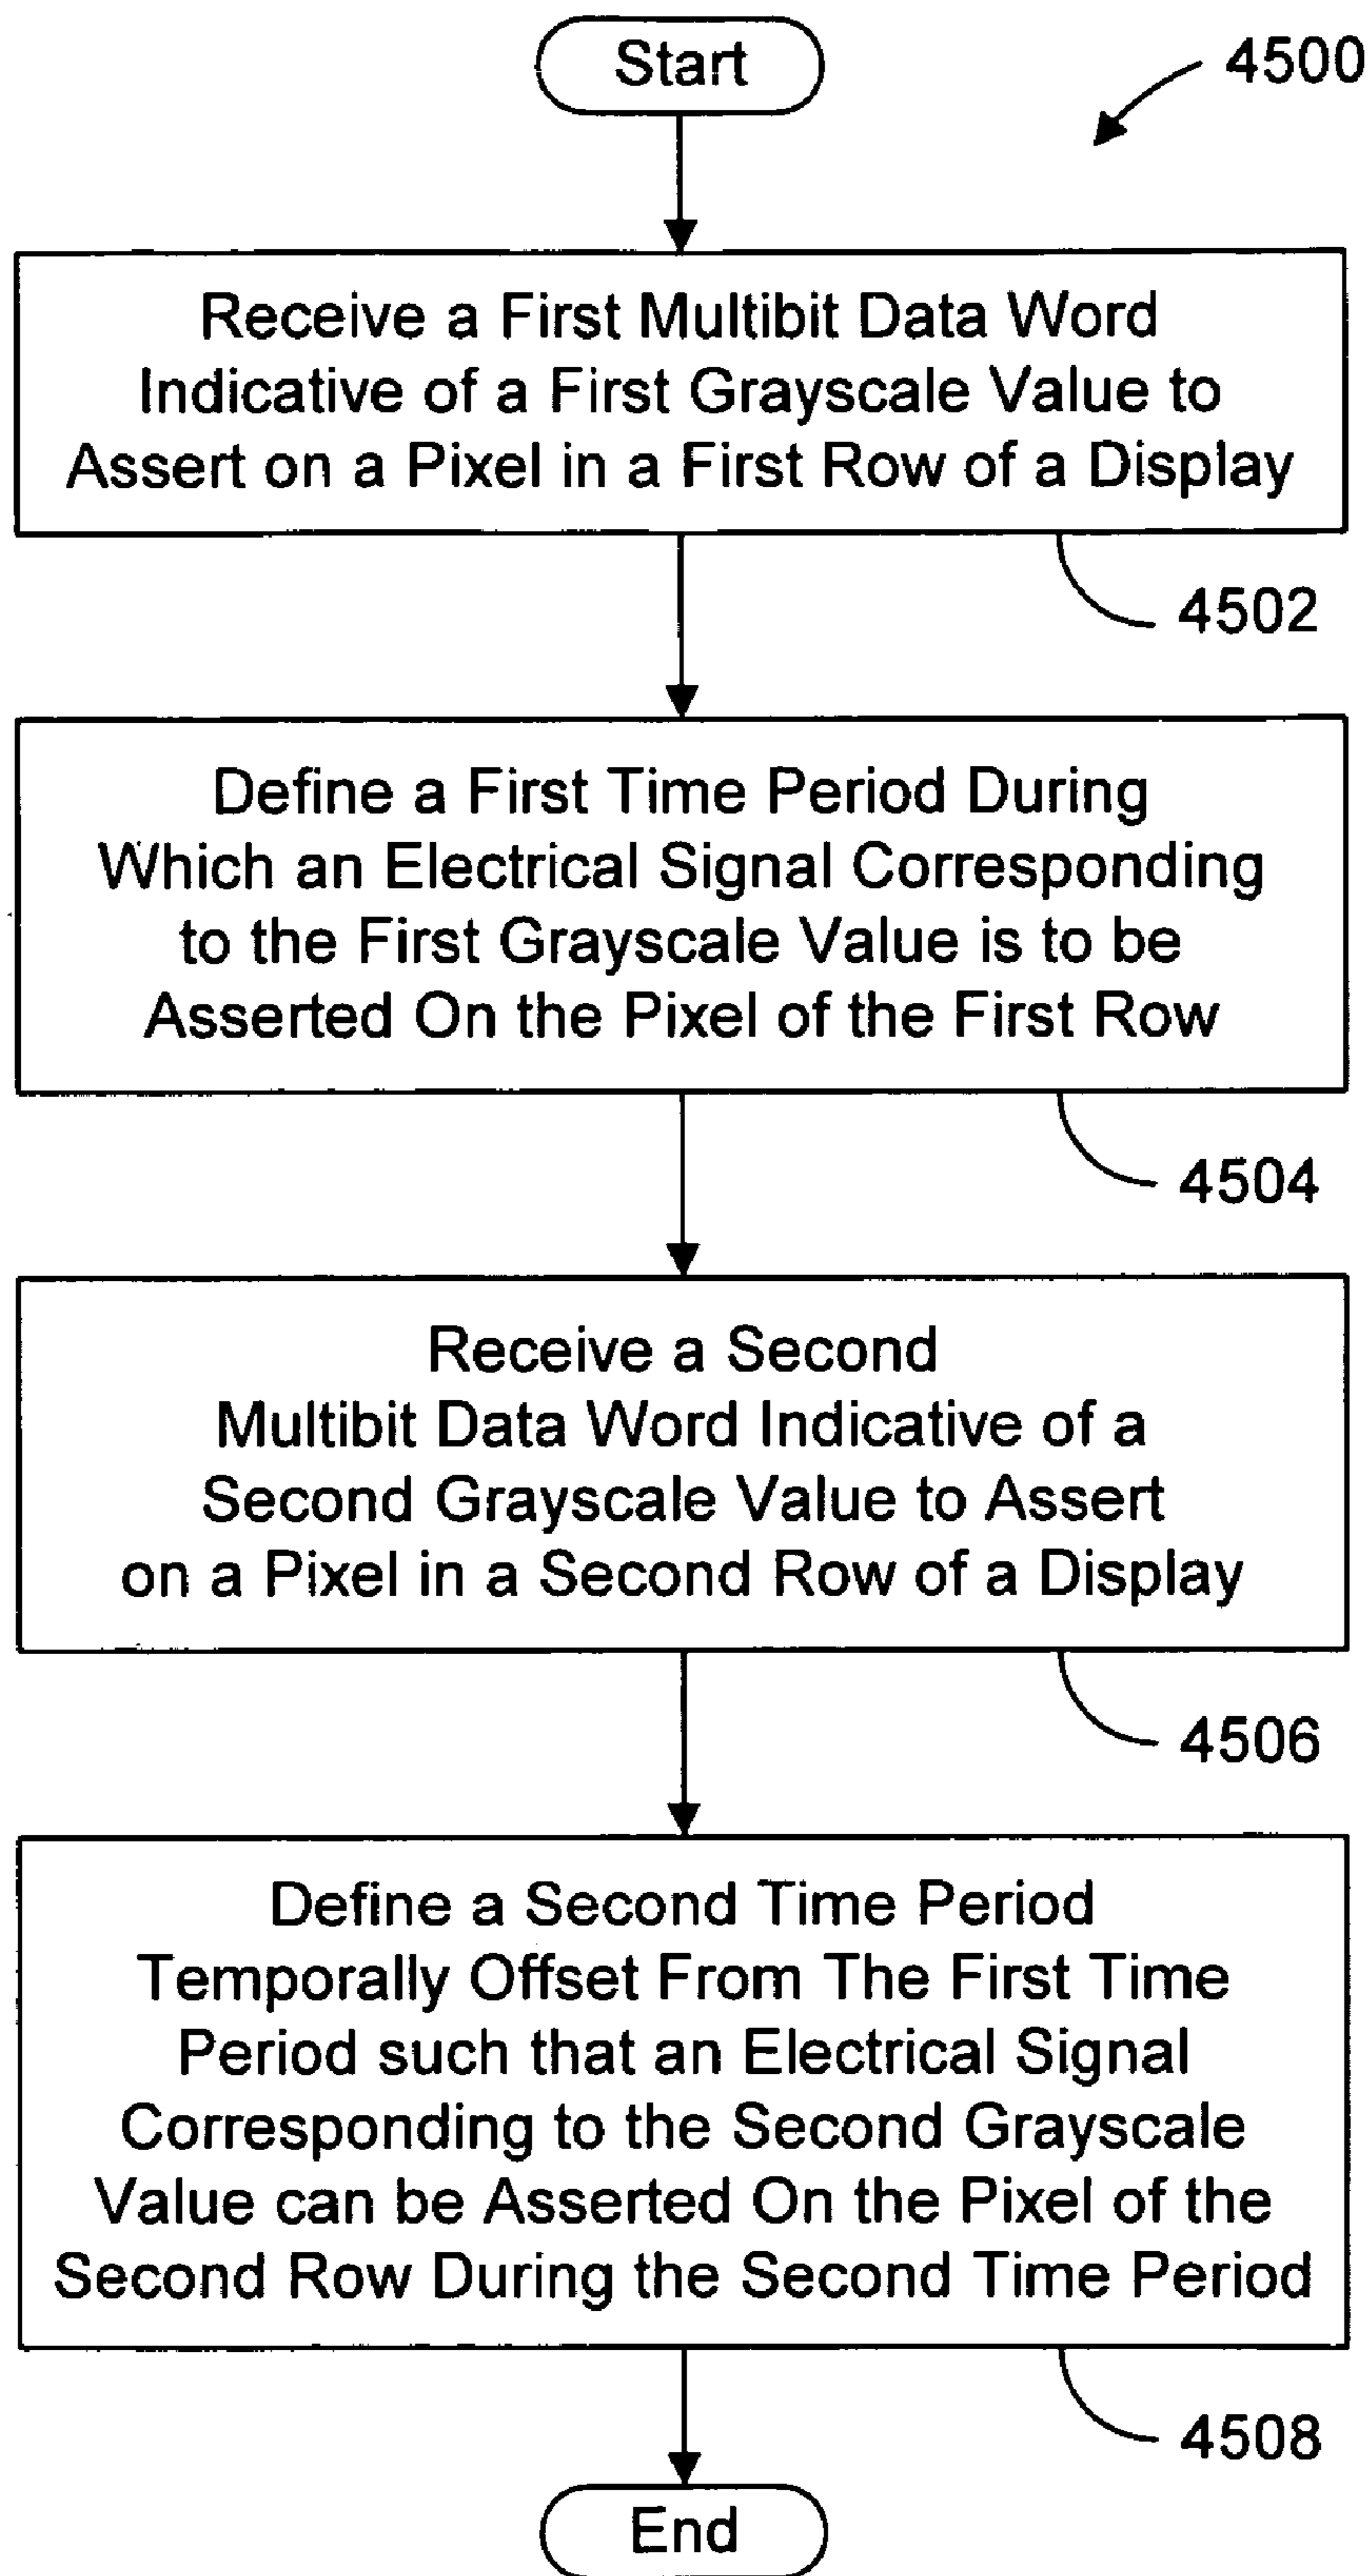 Start
4500
Receive a First Multibit Data Word
Indicative of a First Grayscale Value to
Assert on a Pixel in a First Row of a Display
4502
Define a First Time Period During
Which an Electrical Signal Corresponding
to the First Grayscale Value is to be
Asserted On the Pixel of the First Row
4504
Receive a Second
Multibit Data Word Indicative of a
Second Grayscale Value to Assert
on a Pixel in a Second Row of a Display
4506
Define a Second Time Period
Temporally Offset From The First Time
Period such that an Electrical Signal
Corresponding to the Second Grayscale
Value can be Asserted On the Pixel of the
Second Row During the Second Time Period
4508
End